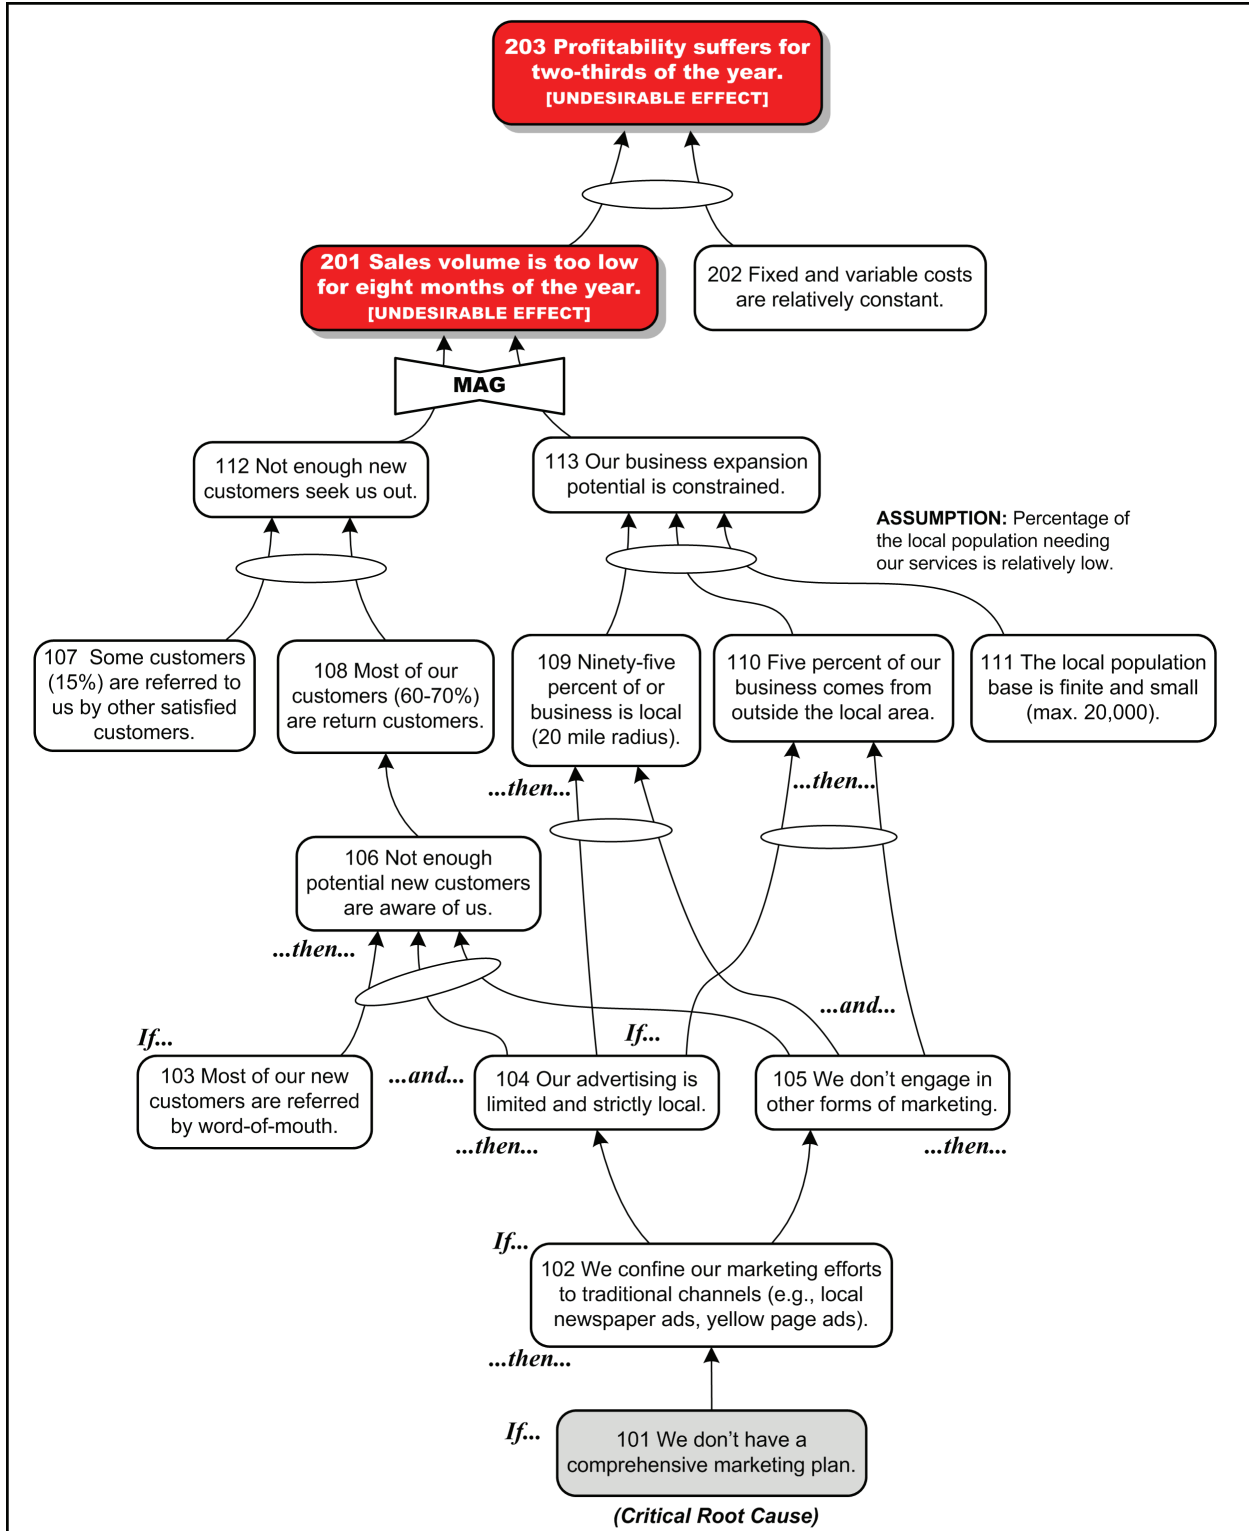 203 Profitability suffers for
two-thirds of the year.
[UNDESIRABLE EFFECT]
201 Sales volume is too low
for eight months of the year.
[UNDESIRABLE EFFECT]
202 Fixed and variable costs
are relatively constant.
MAG
112 Not enough new
customers seek us out.
113 Our business expansion
potential is constrained.
ASSUMPTION: Percentage of
the local population needing
our services is relatively low.
107 Some customers
(15%) are referred to
us by other satisfied
customers.
108 Most of our
customers (60-70%)
are return customers.
109 Ninety-five
percent of or
business is local
(20 mile radius).
110 Five percent of our
business comes from
outside the local area.
111 The local population
base is finite and small
(max. 20,000).
...then...
...then...
106 Not enough
potential new customers
are aware of us.
...then...
If...
103 Most of our new
customers are referred
by word-of-mouth.
...and...
If...
104 Our advertising is
limited and strictly local.
...and...
105 We don't engage in
other forms of marketing.
...then...
...then...
If...
102 We confine our marketing efforts
to traditional channels (e.g., local
newspaper ads, yellow page ads).
...then...
If...
101 We don't have a
comprehensive marketing plan.
(Critical Root Cause)